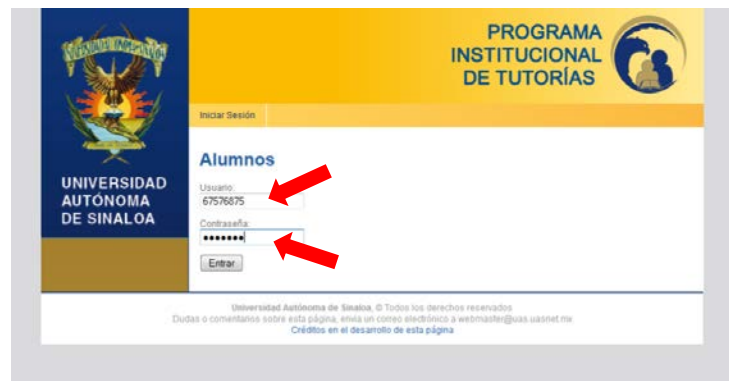 PROGRAMA
INSTITUCIONAL
DE TUTORÍAS
Iniciar Sesión
UNIVERSIDAD
AUTÓNOMA
DE SINALOA
Alumnos
Usuario:
67576875
Contraseña:
•••••••
Entrar
Universidad Autónoma de Sinaloa, © Todos los derechos reservados
Dudas o comentarios sobre esta página, envia un correo electrónico a webmaster@uas.uasnet.mx
Créditos en el desarrollo de esta página